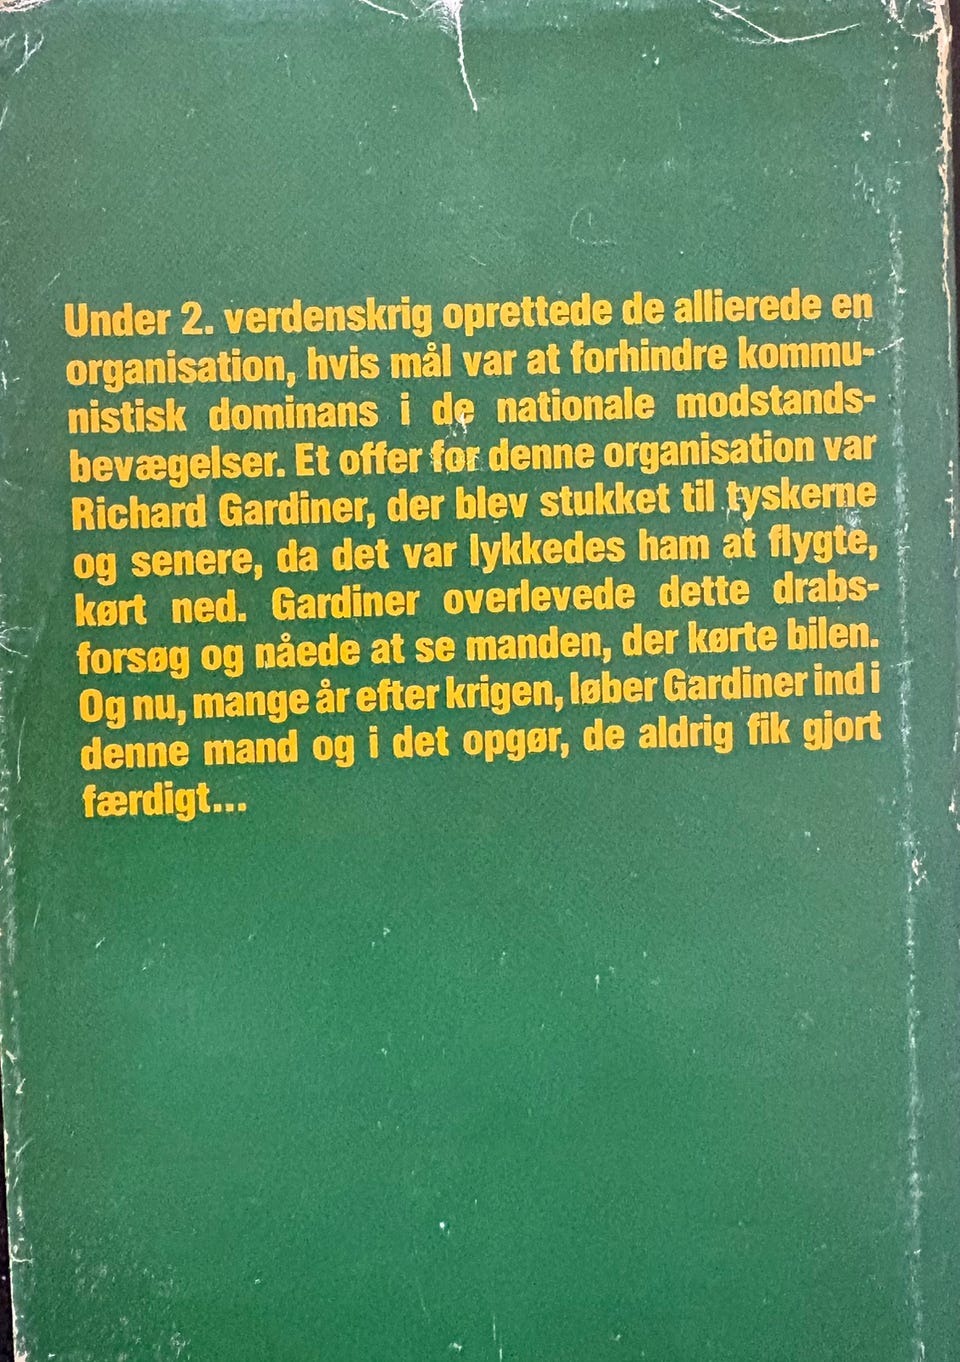 Under 2. verdenskrig oprettede de allierede en
organisation, hvis mål var at forhindre kommu-
nistisk dominans i de nationale modstands-
bevægelser. Et offer for denne organisation var
Richard Gardiner, der blev stukket til tyskerne
og senere, da det var lykkedes ham at flygte,
kørt ned. Gardiner overlevede dette drabs-
forsøg og nåede at se manden, der kørte bilen.
Og nu, mange år efter krigen, løber Gardiner ind i
denne mand og i det opgør, de aldrig fik gjort
færdigt...